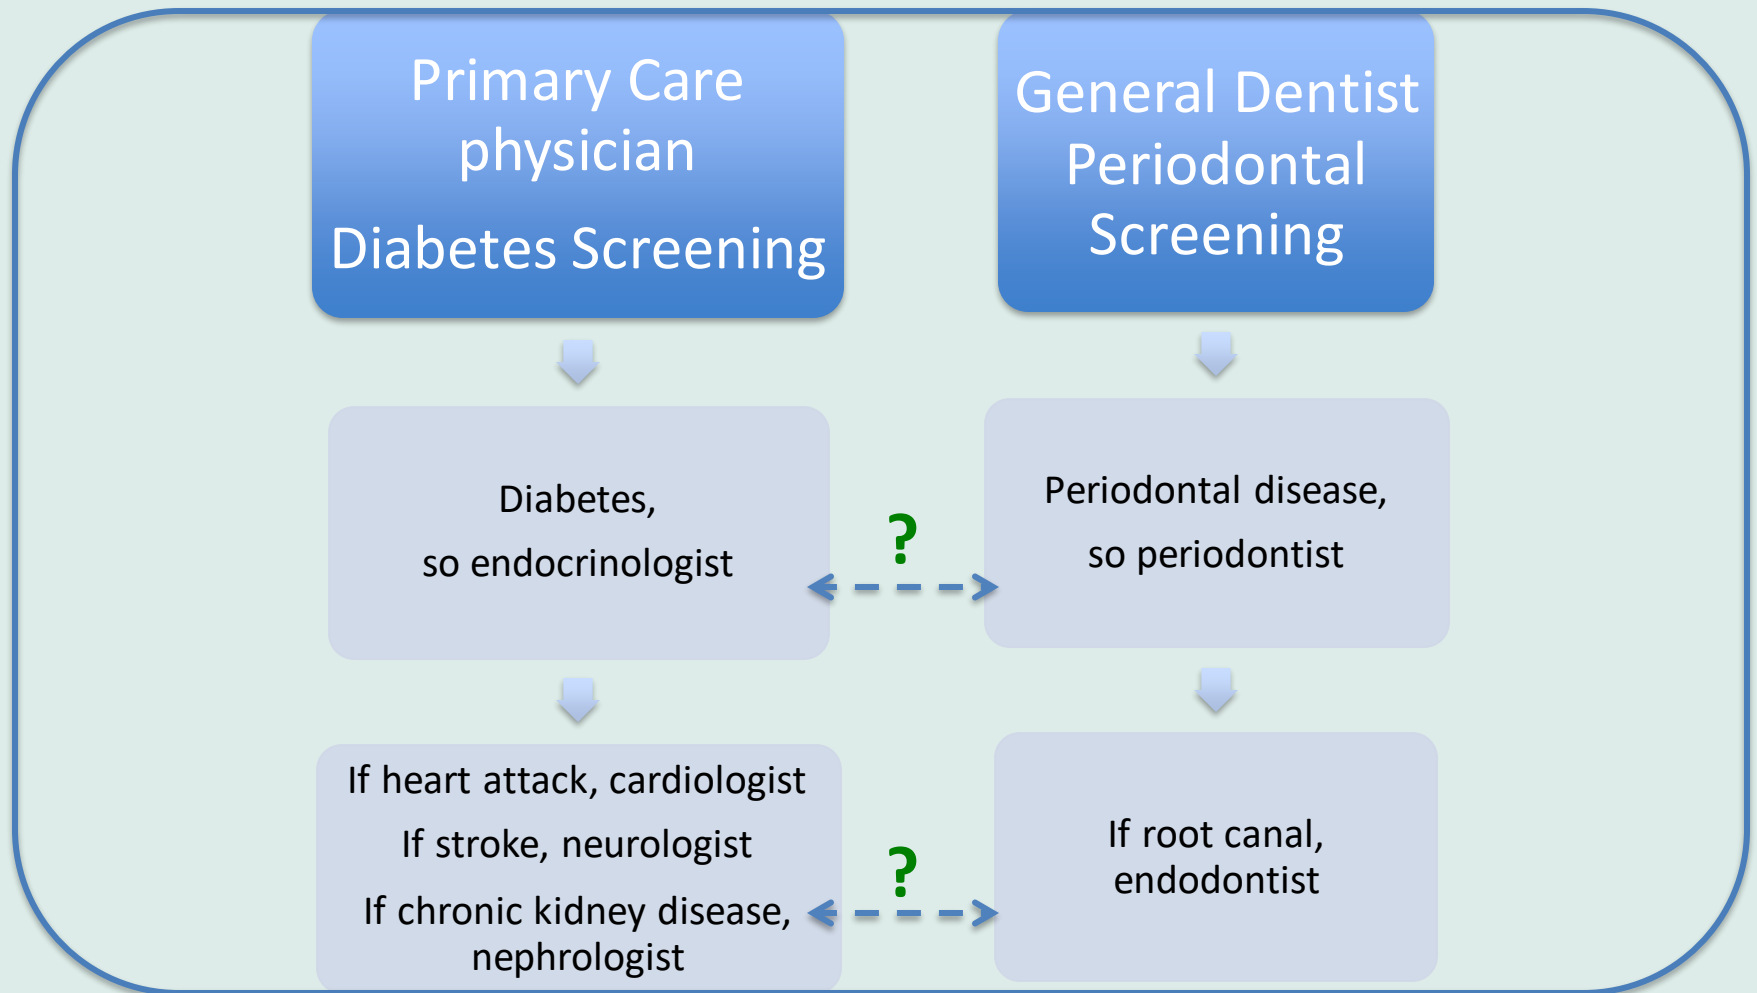 Primary Care
physician
Diabetes Screening
General Dentist
Periodontal
Screening
Diabetes,
so endocrinologist
?
Periodontal disease,
so periodontist
If heart attack, cardiologist
If stroke, neurologist
If chronic kidney disease,
nephrologist
?
If root canal,
endodontist